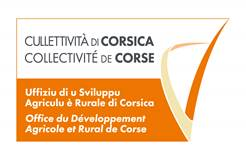 CULLETTIVITÀ DI CORSICA
COLLECTIVITÉ DE CORSE
Uffiziu di u Sviluppu
Agriculu è Rurale di Corsica
Office du Développement
Agricole et Rural de Corse